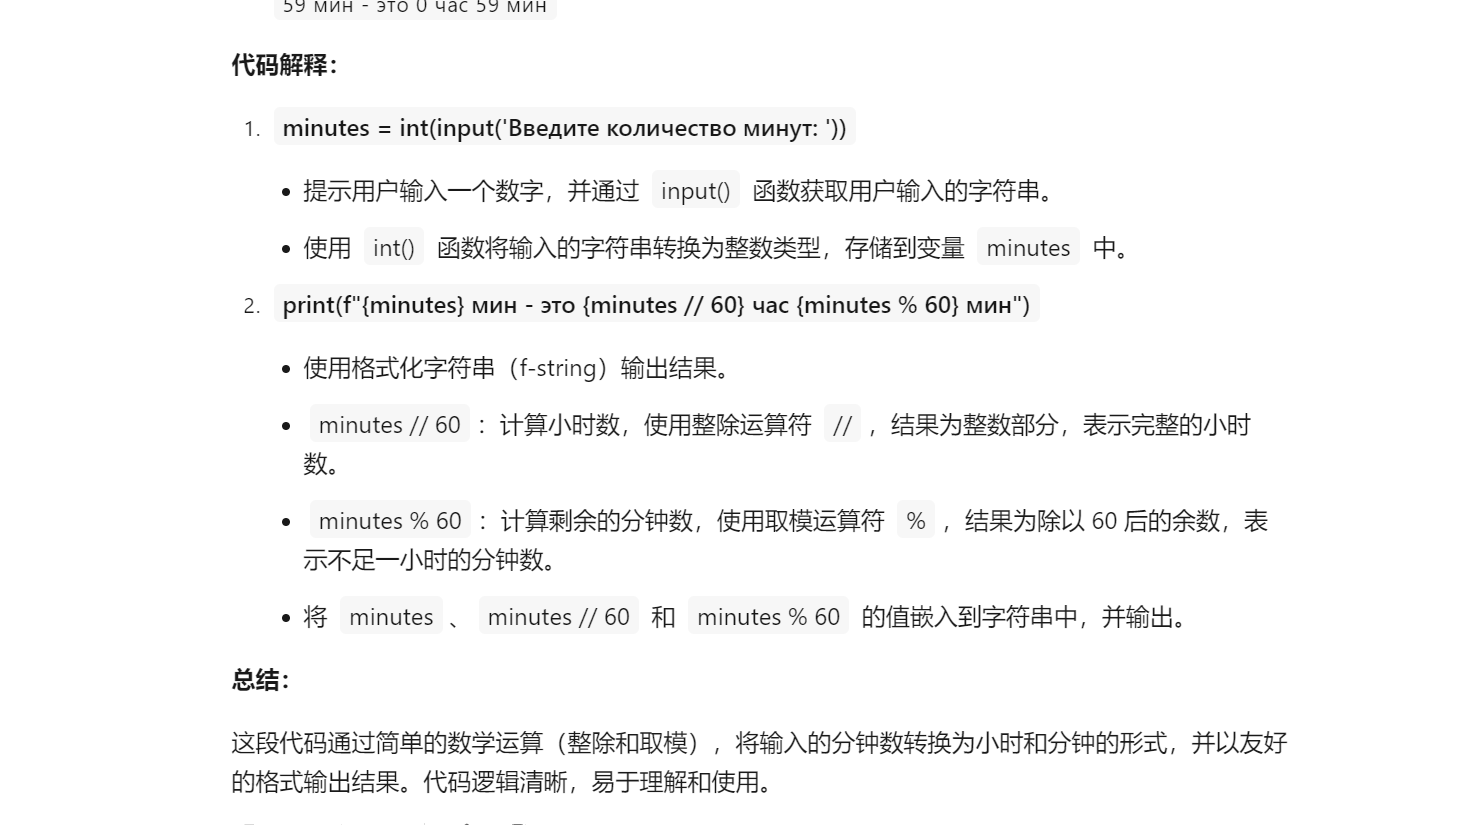 59 мин - это 0 час 59 мин
代码解释：
1. minutes = int(input('Введите количество минут: '))
• 提示用户输入一个数字，并通过 input() 函数获取用户输入的字符串。
• 使用 int() 函数将输入的字符串转换为整数类型，存储到变量 minutes 中。
2. print(f"{minutes} мин - это {minutes // 60} час {minutes % 60} мин")
• 使用格式化字符串（f-string）输出结果。
• minutes // 60 ：计算小时数，使用整除运算符 // ，结果为整数部分，表示完整的小时
数。
• minutes % 60 ：计算剩余的分钟数，使用取模运算符 % ，结果为除以 60 后的余数，表
示不足一小时的分钟数。
• 将 minutes 、 minutes // 60 和 minutes % 60 的值嵌入到字符串中，并输出。
总结：
这段代码通过简单的数学运算（整除和取模），将输入的分钟数转换为小时和分钟的形式，并以友好
的格式输出结果。代码逻辑清晰，易于理解和使用。